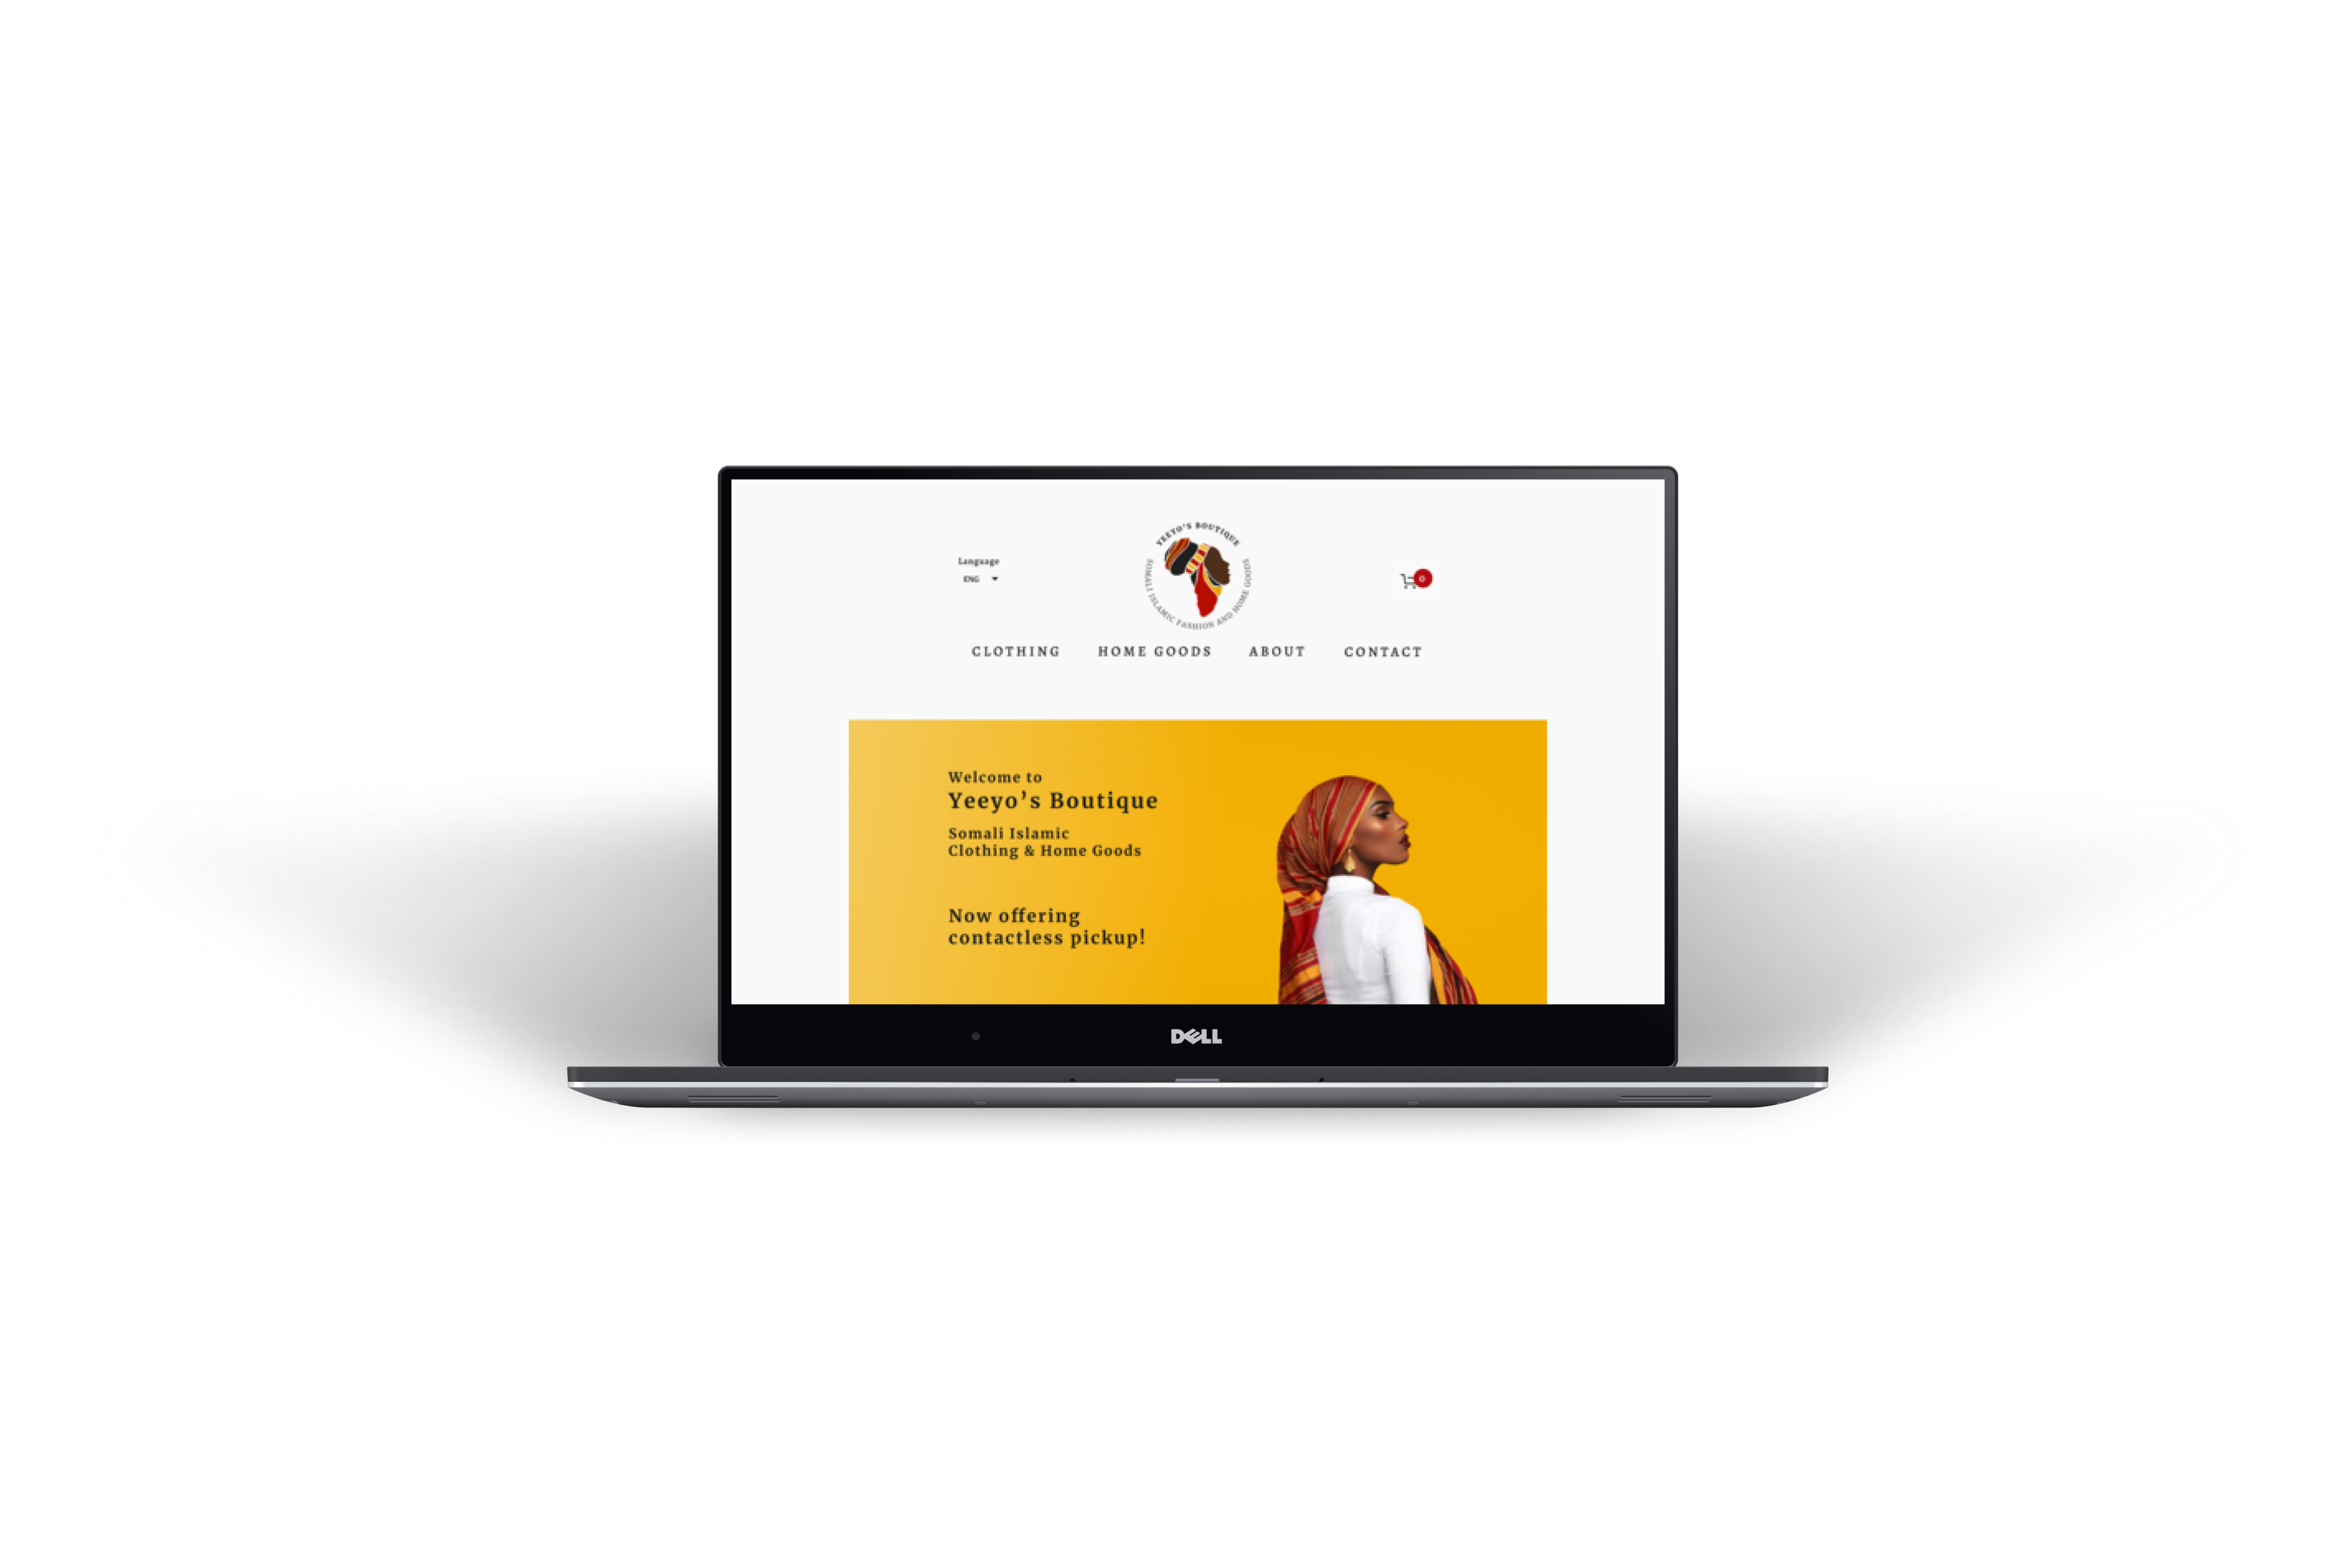 YEEYO'S BOUTIQUE
SOMALI ISLAMIC FASHION AND HOME GOODS
Language
ENG
0
CLOTHING HOME GOODS ABOUT CONTACT
Welcome to
Yeeyo’s Boutique
Somali Islamic
Clothing & Home Goods
Now offering
contactless pickup!
DELL